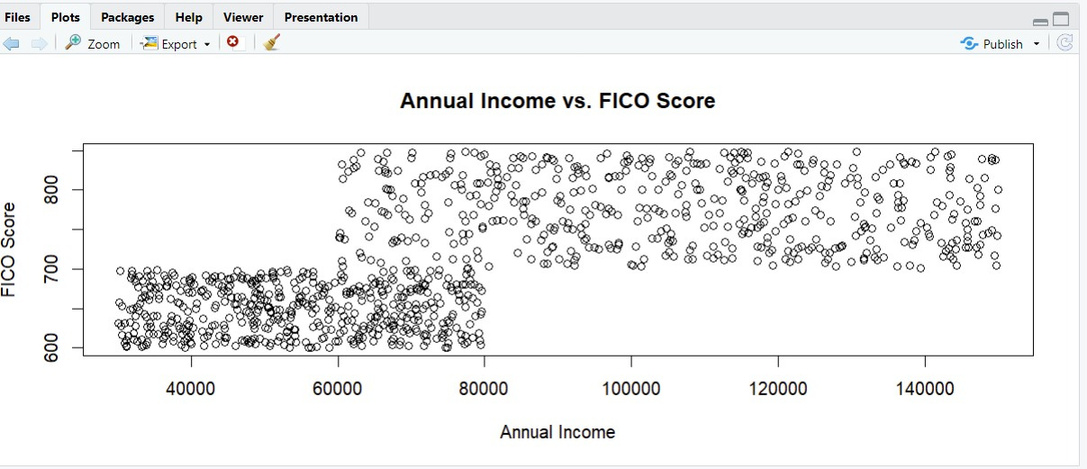 Files Plots Packages Help Viewer Presentation
Zoom Export Publish
Annual Income vs. FICO Score
FICO Score
800
700
600
40000 60000 80000 100000 120000 140000
Annual Income